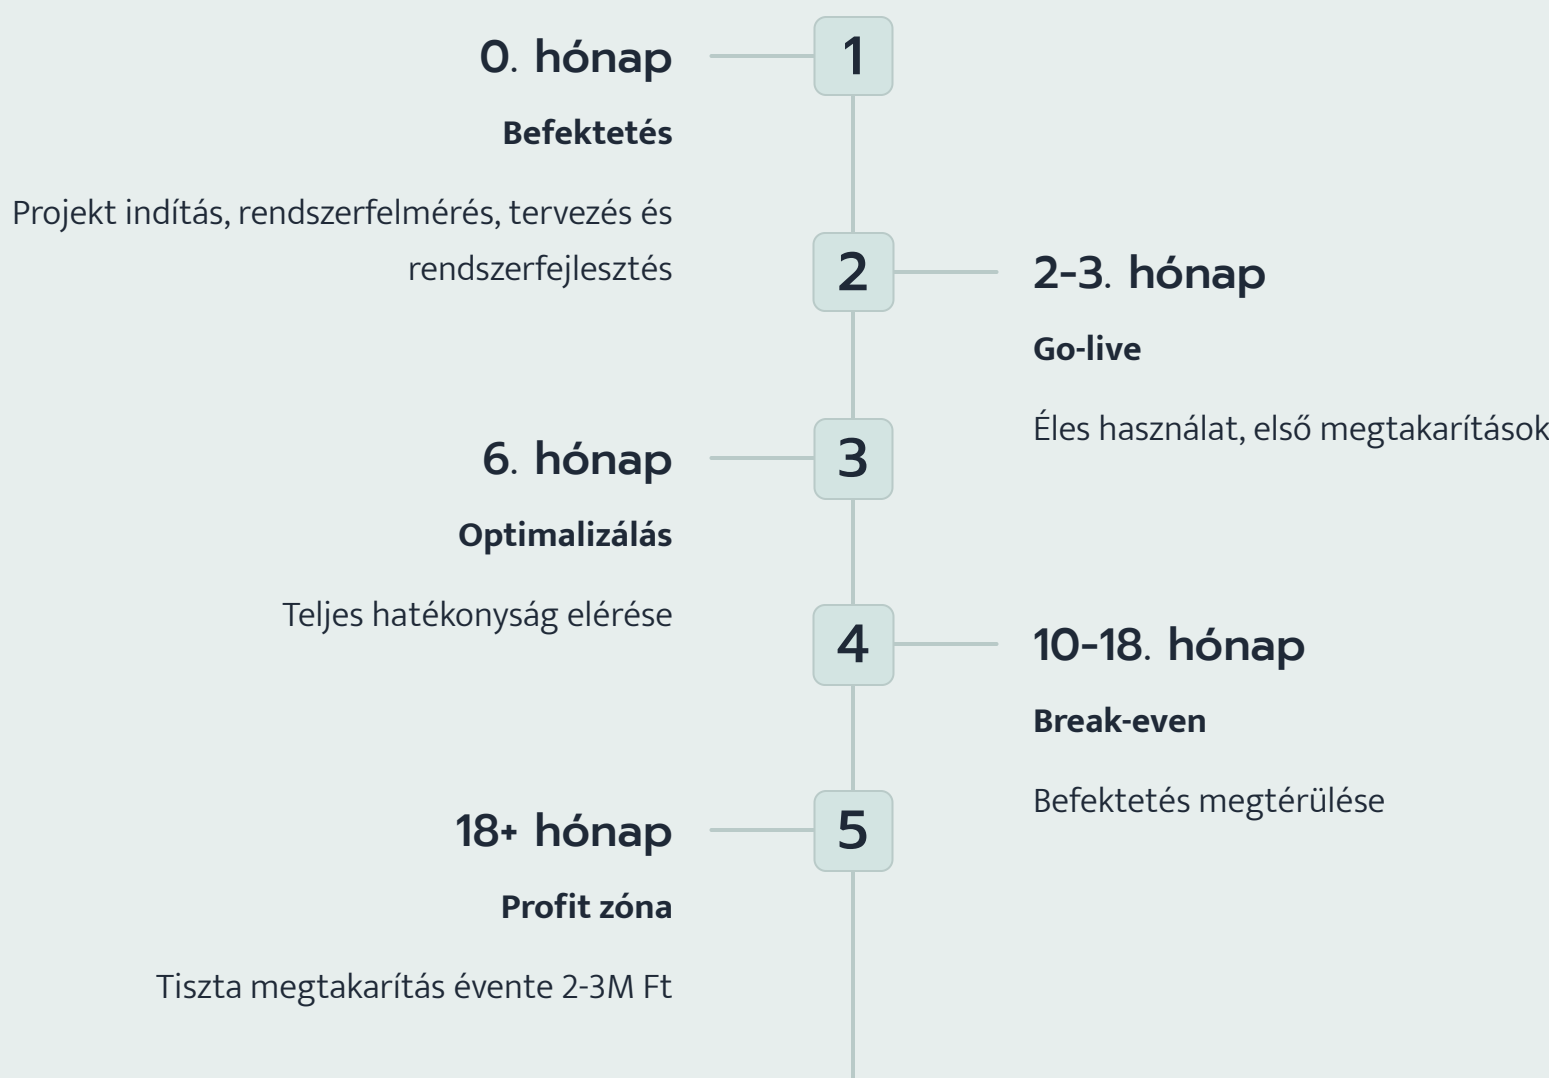 1
0. hónap
Befektetés
Projekt indítás, rendszerfelmérés, tervezés és
rendszerfejlesztés
2
2-3. hónap
Go-live
Éles használat, első megtakarítások
3
6. hónap
Optimalizálás
Teljes hatékonyság elérése
4
10-18. hónap
Break-even
Befektetés megtérülése
5
18+ hónap
Profit zóna
Tiszta megtakarítás évente 2-3M Ft